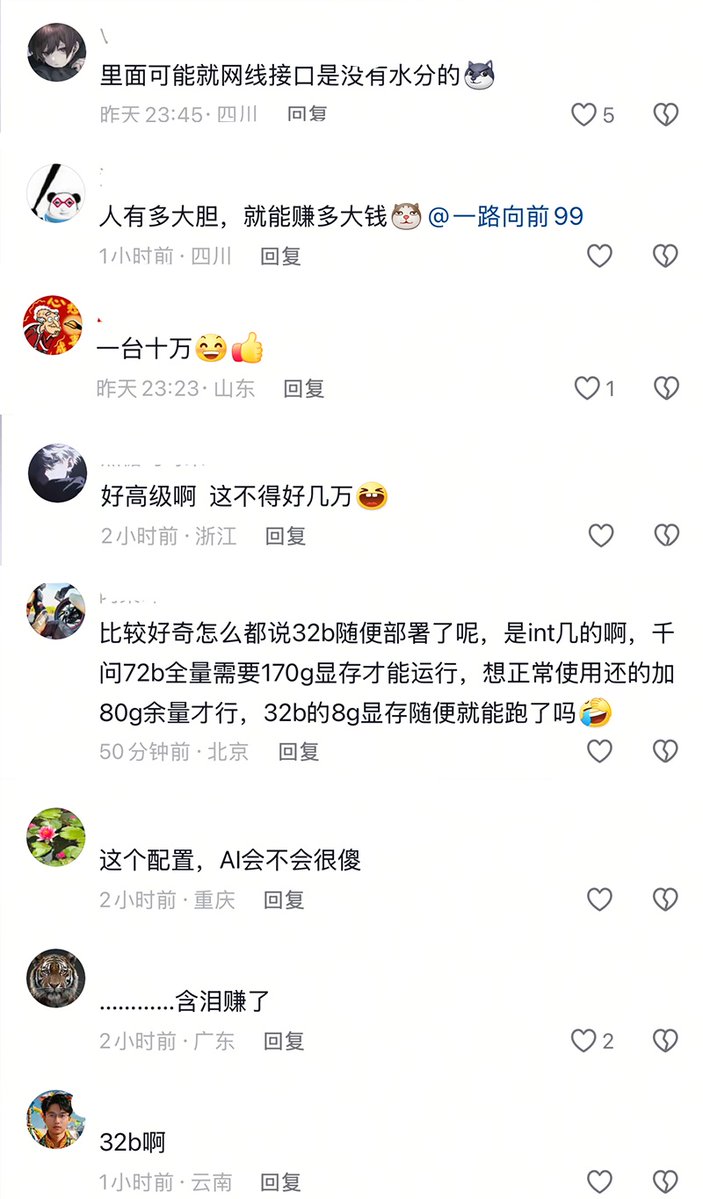 里面可能就网线接口是没有水分的
昨天 23:45 · 四川 回复
5
人有多大胆，就能赚多大钱 @一路向前99
1小时前 · 四川 回复
一台十万
昨天 23:23 · 山东 回复
1
好高级啊 这不得好几万
2小时前 · 浙江 回复
比较好奇怎么都说32b随便部署了呢，是int几的啊，千
问72b全量需要170g显存才能运行，想正常使用还的加
80g余量才行，32b的8g显存随便就能跑了吗
50分钟前 · 北京 回复
这个配置，AI会不会很傻
2小时前 · 重庆 回复
............含泪赚了
2小时前 · 广东 回复
2
32b啊
1小时前 · 云南 回复